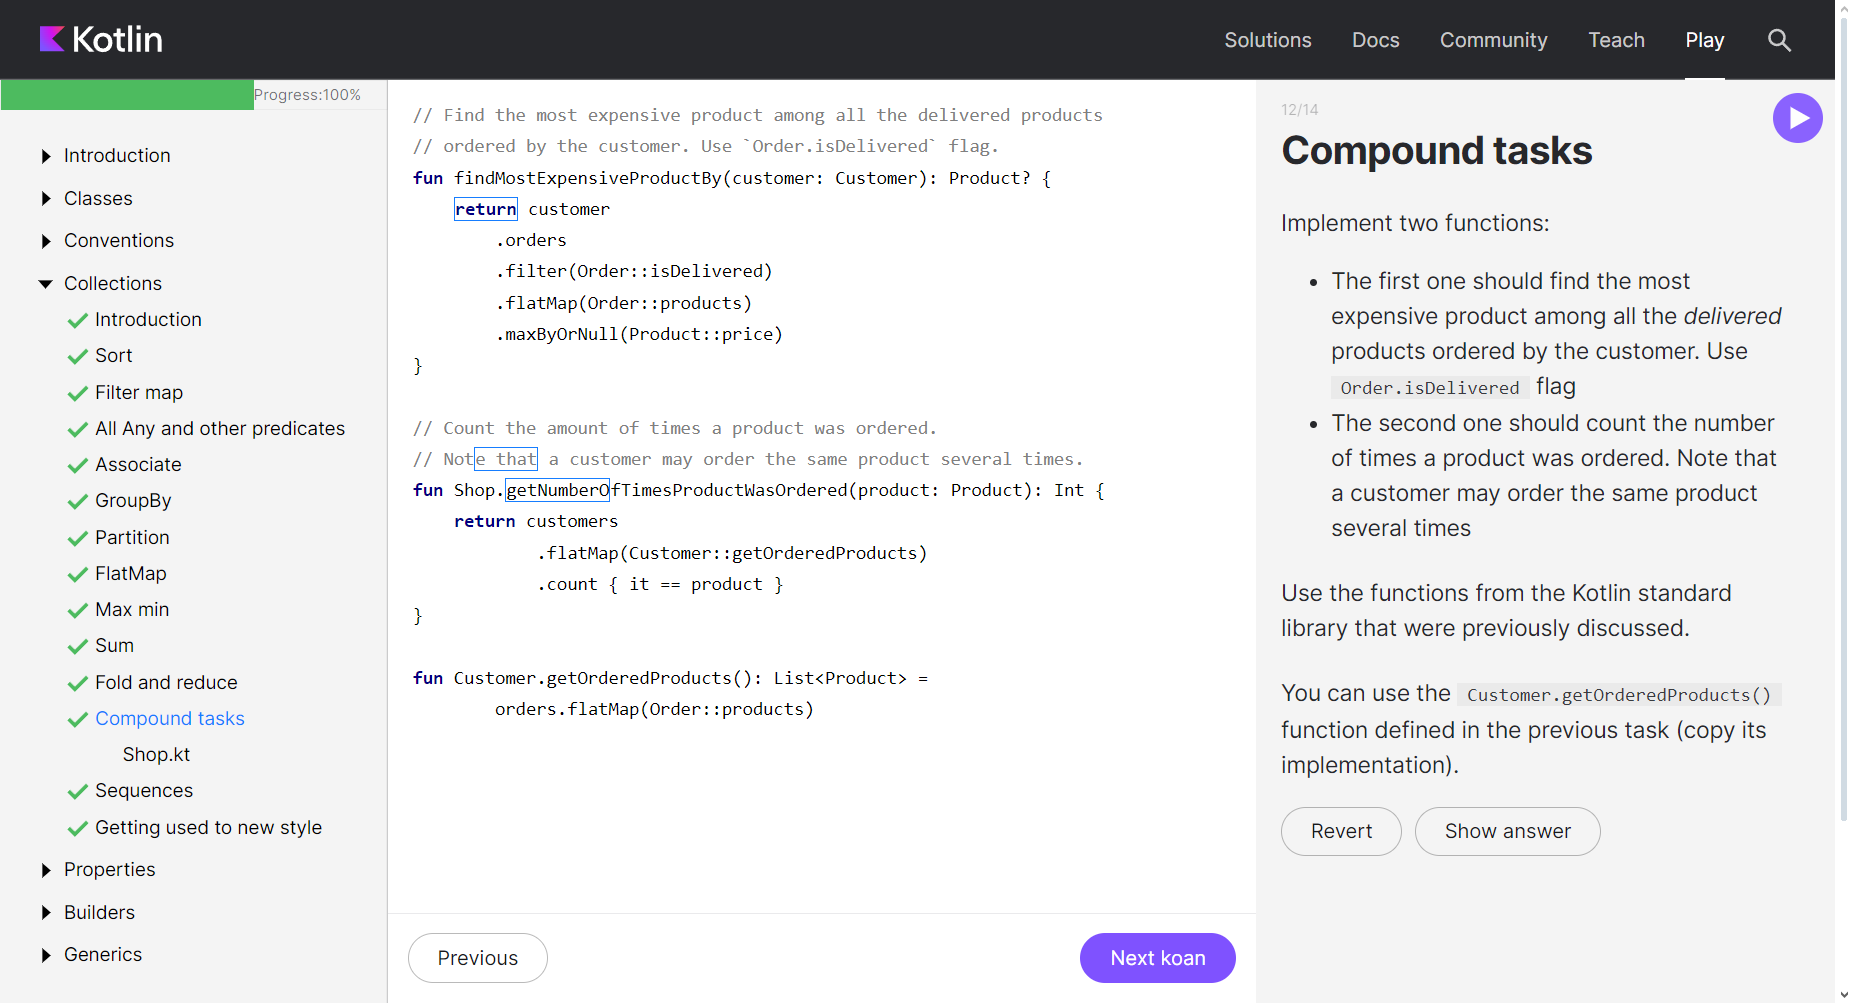 Kotlin
Solutions Docs Community Teach Play
Progress:100%
Introduction
Classes
Conventions
Collections
Introduction
Sort
Filter map
All Any and other predicates
Associate
GroupBy
Partition
FlatMap
Max min
Sum
Fold and reduce
Compound tasks
Shop.kt
Sequences
Getting used to new style
Properties
Builders
Generics
// Find the most expensive product among all the delivered products
// ordered by the customer. Use `Order.isDelivered` flag.
fun findMostExpensiveProductBy(customer: Customer): Product? {
    return customer
        .orders
        .filter(Order::isDelivered)
        .flatMap(Order::products)
        .maxByOrNull(Product::price)
}
// Count the amount of times a product was ordered.
// Note that a customer may order the same product several times.
fun Shop.getNumberOfTimesProductWasOrdered(product: Product): Int {
    return customers
            .flatMap(Customer::getOrderedProducts)
            .count { it == product }
}
fun Customer.getOrderedProducts(): List<Product> =
        orders.flatMap(Order::products)
Previous
Next koan
12/14
Compound tasks
Implement two functions:
• The first one should find the most
expensive product among all the delivered
products ordered by the customer. Use
Order.isDelivered flag
• The second one should count the number
of times a product was ordered. Note that
a customer may order the same product
several times
Use the functions from the Kotlin standard
library that were previously discussed.
You can use the Customer.getOrderedProducts()
function defined in the previous task (copy its
implementation).
Revert
Show answer